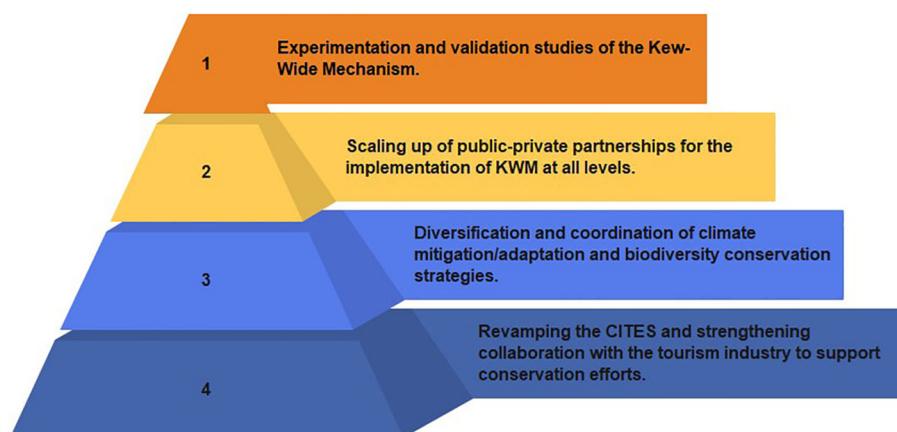 1
Experimentation and validation studies of the Kew-
Wide Mechanism.
2
Scaling up of public-private partnerships for the
implementation of KWM at all levels.
3
Diversification and coordination of climate
mitigation/adaptation and biodiversity conservation
strategies.
4
Revamping the CITES and strengthening
collaboration with the tourism industry to support
conservation efforts.